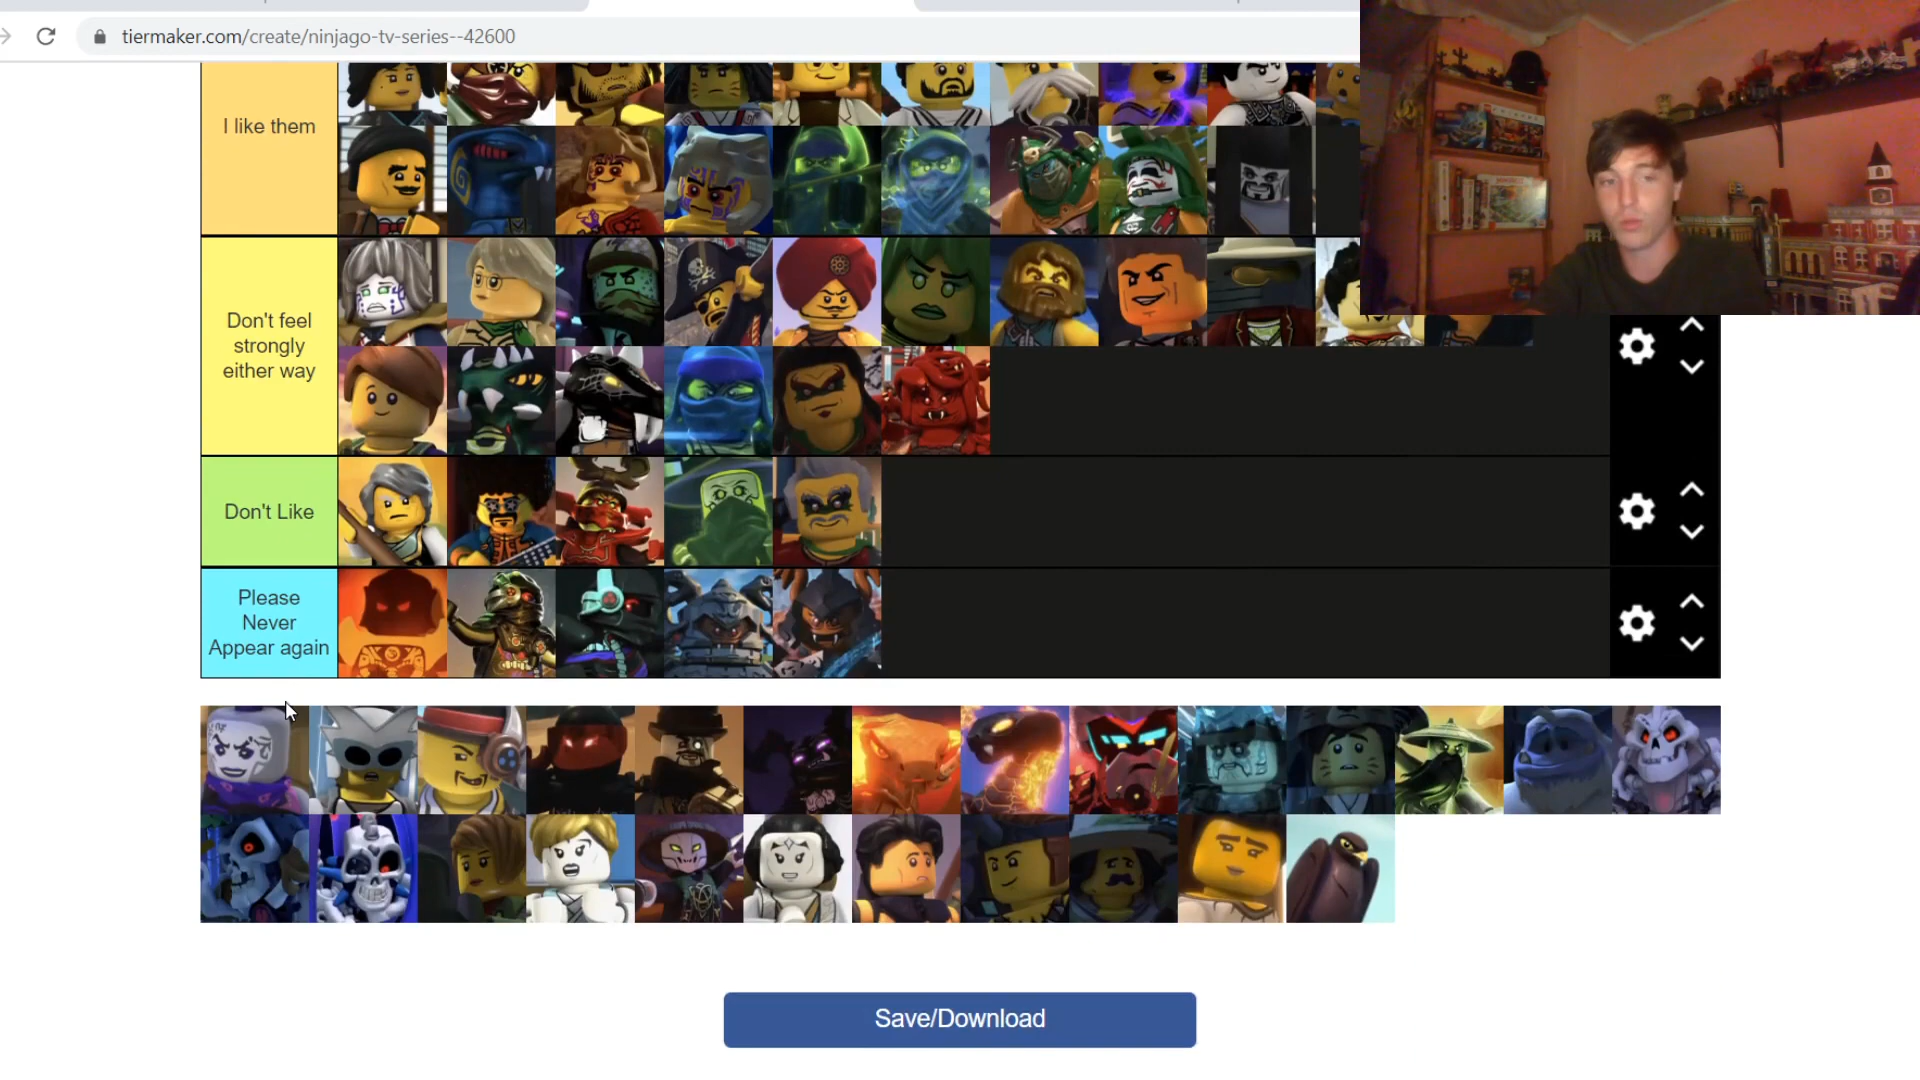 tiermaker.com/create/ninjago-tv-series--42600
I like them
Don't feel
strongly
either way
Don't Like
Please
Never
Appear again
Save/Download